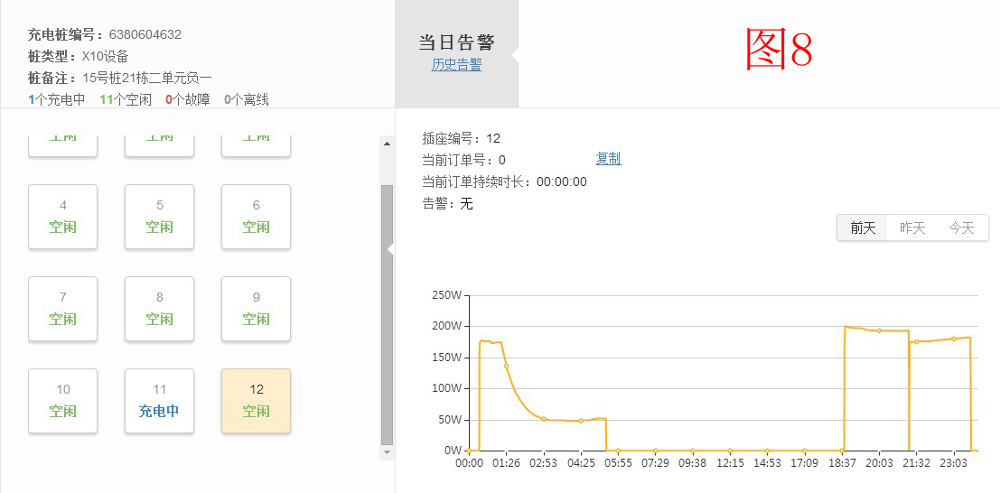 充电桩编号：6380604632
桩类型：X10设备
桩备注：15号桩21栋二单元负一
1个充电中 11个空闲 0个故障 0个离线
当日告警
历史告警
图8
空闲 空闲 空闲
4 5 6
空闲 空闲 空闲
7 8 9
空闲 空闲 空闲
10 11 12
空闲 充电中 空闲
插座编号：12
当前订单号：0 复制
当前订单持续时长：00:00:00
告警：无
前天 昨天 今天
250W
200W
150W
100W
50W
0W
00:00 01:26 02:53 04:25 05:55 07:29 09:38 12:15 14:53 17:09 18:37 20:03 21:32 23:03